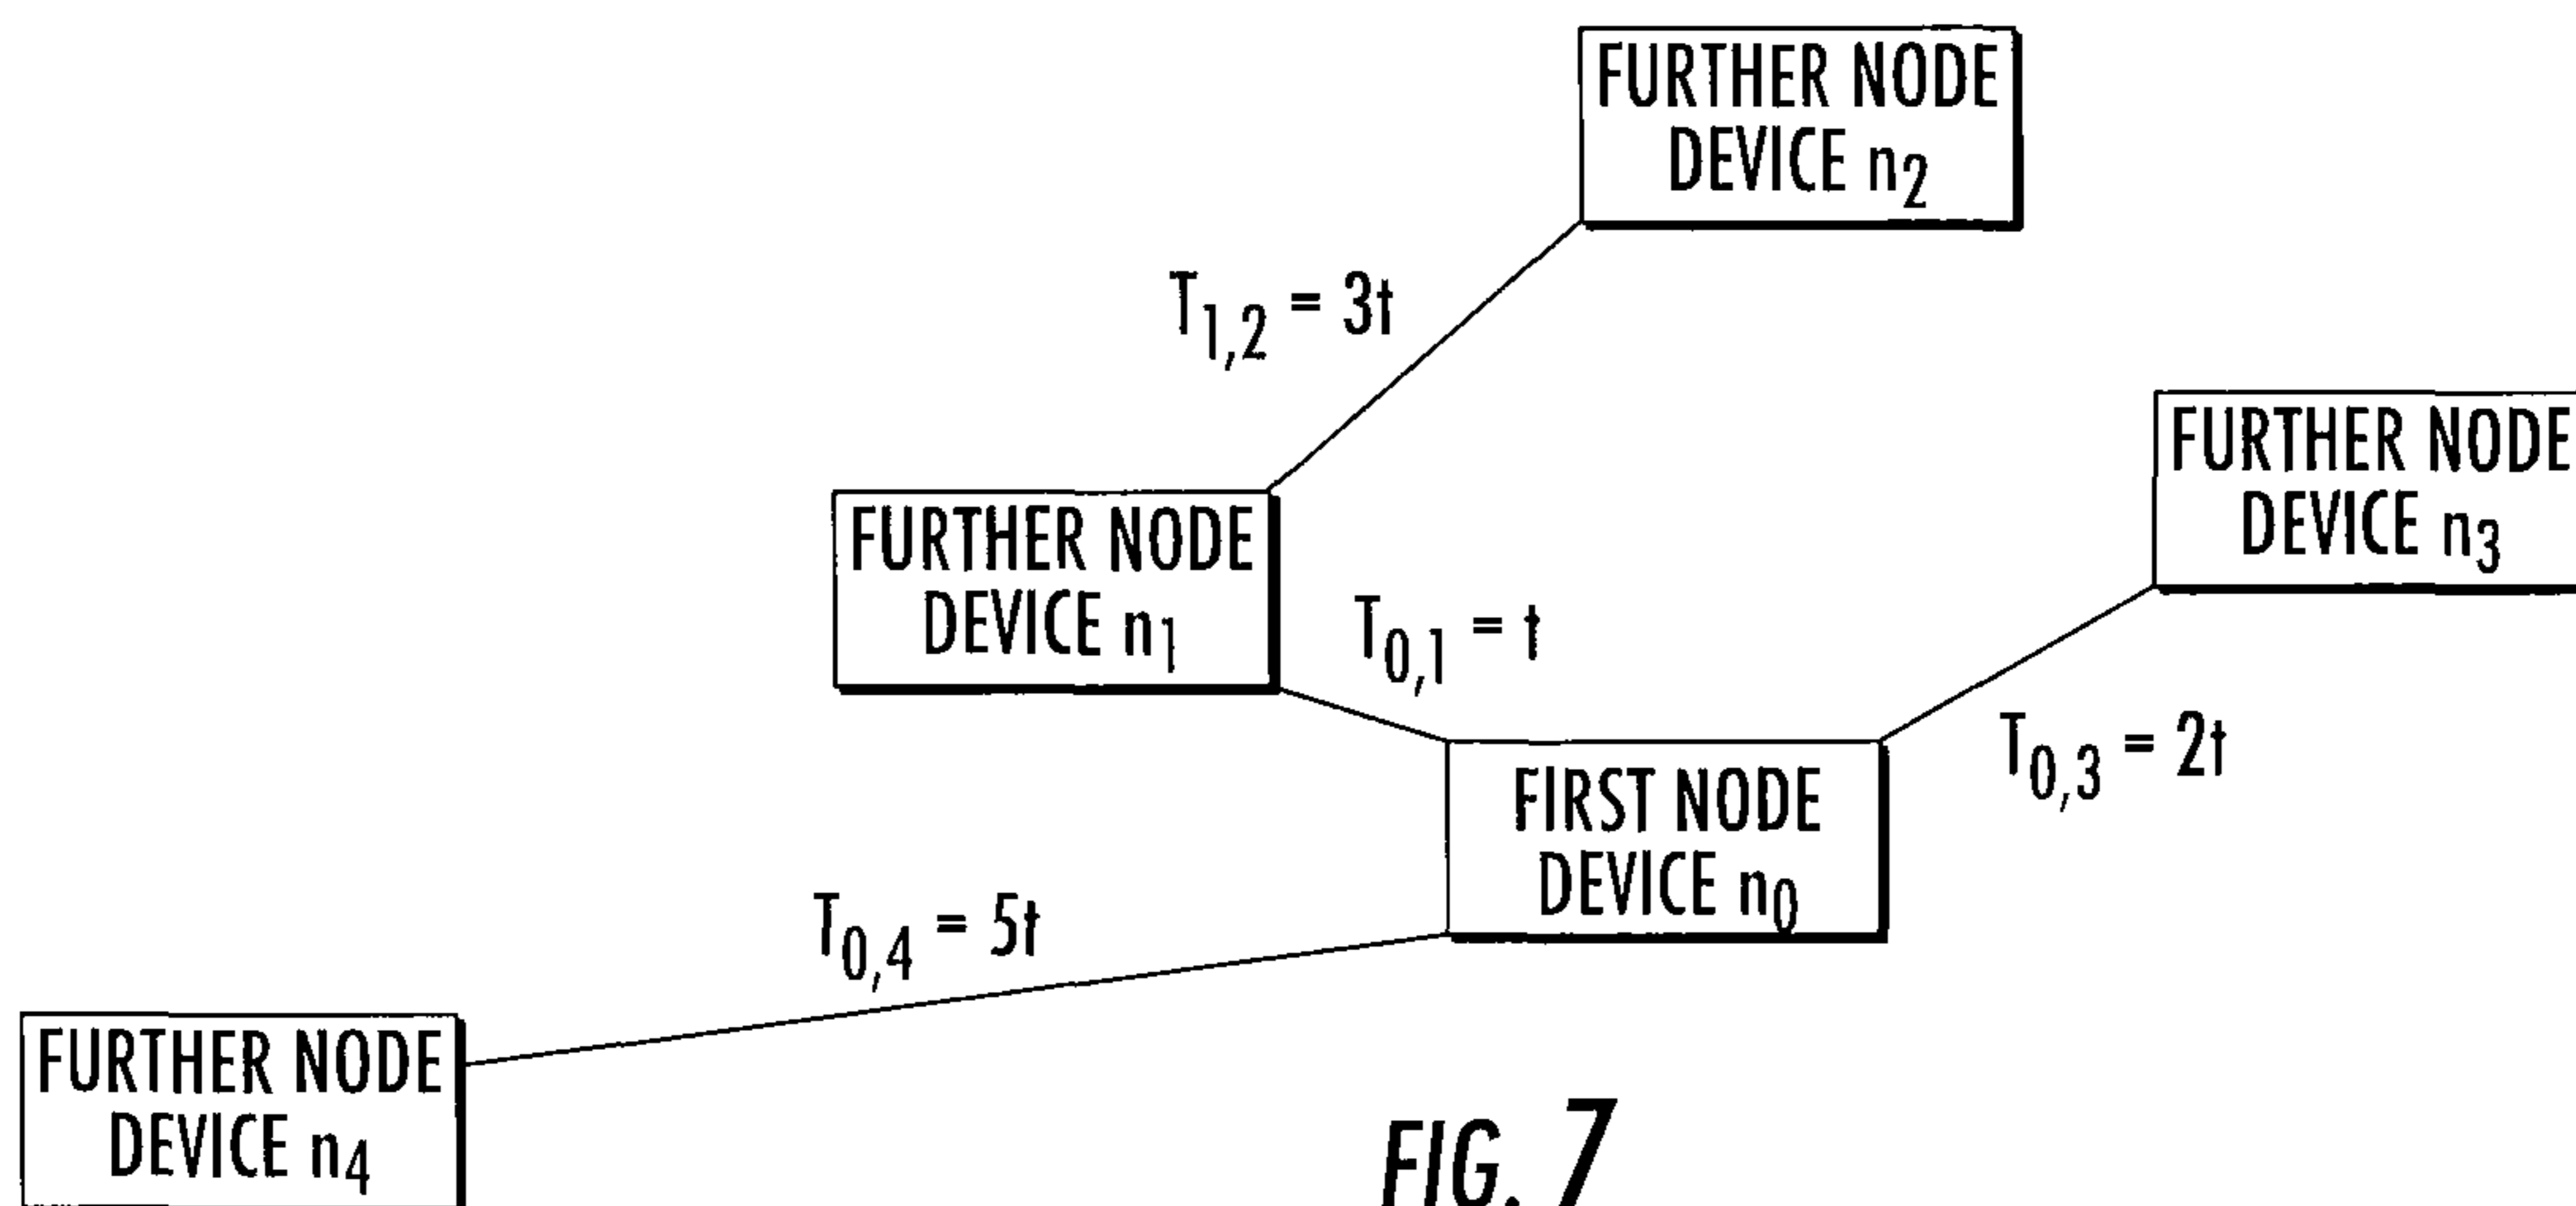 FURTHER NODE
DEVICE n₂
T₁,₂ = 3t
FURTHER NODE
DEVICE n₃
FURTHER NODE
DEVICE n₁
T₀,₁ = t
T₀,₃ = 2t
FIRST NODE
DEVICE n₀
T₀,₄ = 5t
FURTHER NODE
DEVICE n₄
FIG. 7